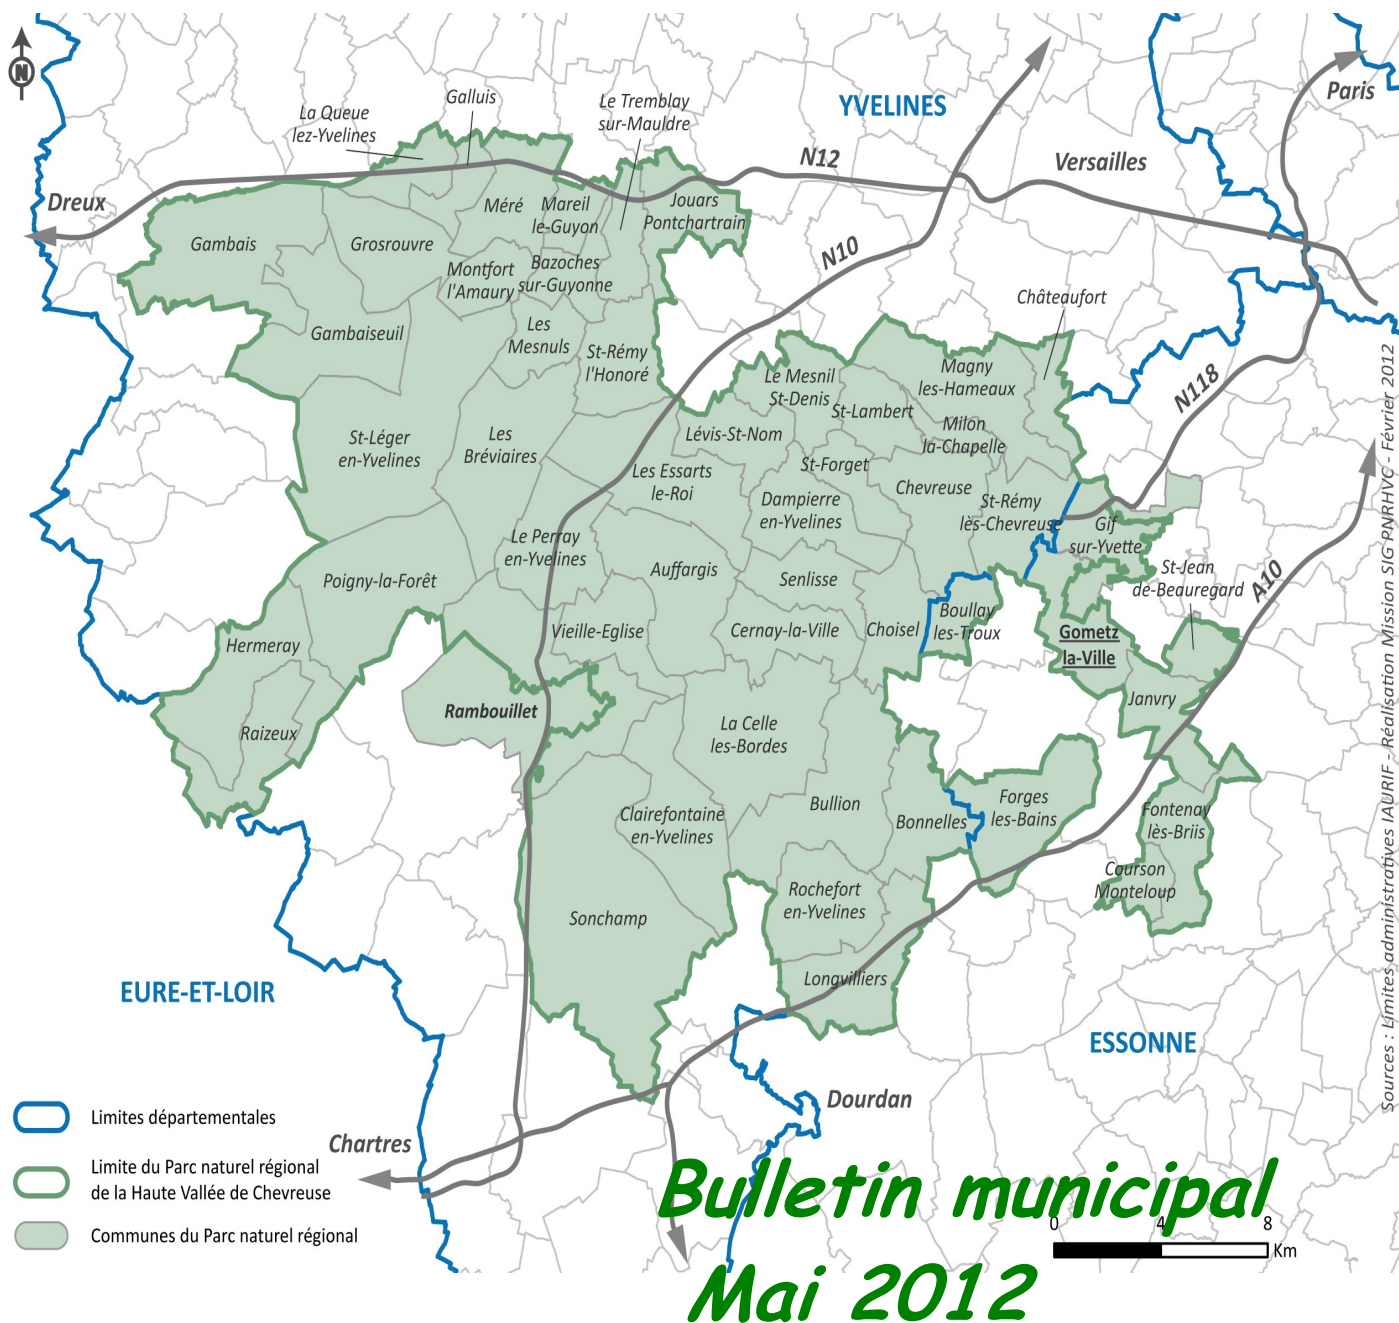 N
YVELINES
Paris
Galluis
La Queue
lez-Yvelines
Le Tremblay
sur-Mauldre
N12
Versailles
Dreux
Méré
Mareil
le-Guyon
Jouars
Pontchartrain
Gambais
Grosrouvre
N10
Montfort
l'Amaury
Bazoches
sur-Guyonne
Châteaufort
Gambaiseuil
Les
Mesnuls
St-Rémy
l'Honoré
Magny
les-Hameaux
Le Mesnil
St-Denis
N118
St-Lambert
Milon
la-Chapelle
Lévis-St-Nom
St-Léger
en-Yvelines
Les
Bréviaires
St-Forget
Les Essarts
le-Roi
Chevreuse
Dampierre
en-Yvelines
St-Rémy
lès-Chevreuse
Gif
sur-Yvette
Le Perray
en-Yvelines
Auffargis
Senlisse
St-Jean
de-Beauregard
A10
Poigny-la-Forêt
Boullay
les-Troux
Hermeray
Vieille-Eglise
Cernay-la-Ville
Choisel
Gometz
la-Ville
Rambouillet
Janvry
Raizeux
La Celle
les-Bordes
Clairefontaine
en-Yvelines
Bullion
Bonnelles
Forges
les-Bains
Fontenay
lès-Briis
Courson
Monteloup
Rochefort
en-Yvelines
Sonchamp
Longvilliers
EURE-ET-LOIR
ESSONNE
Dourdan
Chartres
Limites départementales
Limite du Parc naturel régional
de la Haute Vallée de Chevreuse
Communes du Parc naturel régional
Bulletin municipal
Mai 2012
0 4 8
Km
Sources : Limites administratives IAURIF - Réalisation Mission SIG PNRHVC - Février 2012